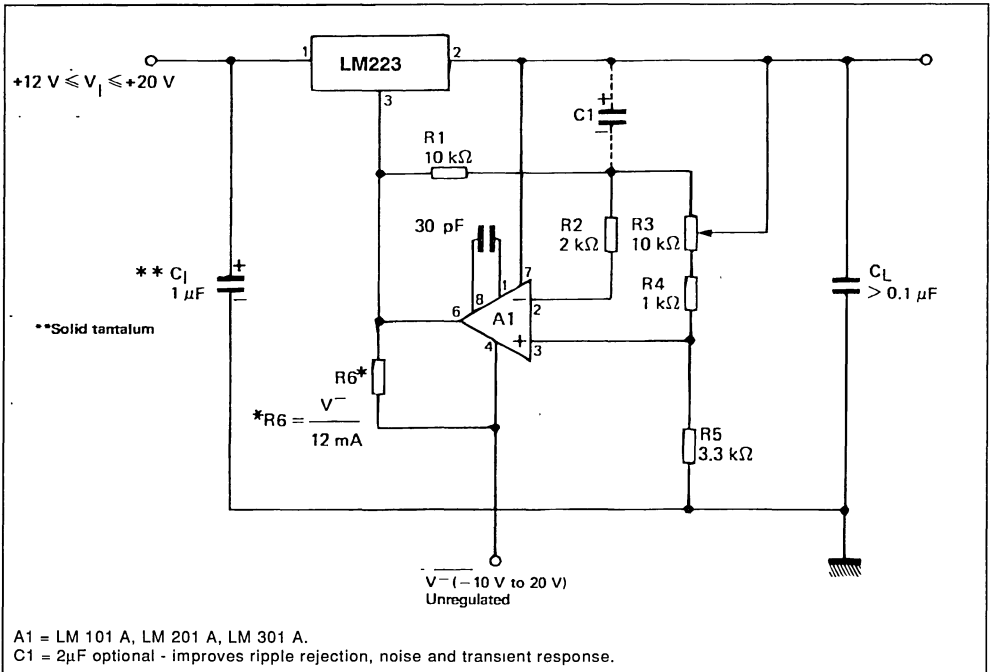 1
LM223
2
+12 V ≤ V_I ≤ +20 V
3
C1
+
−
R1
10 kΩ
30 pF
R2
2 kΩ
R3
10 kΩ
** C_I
1 μF
+
−
R4
1 kΩ
C_L
> 0.1 μF
7
1
8
6
A1
−
2
+
3
4
**Solid tantalum
R6*
*R6 = V⁻
12 mA
R5
3.3 kΩ
V⁻ (−10 V to 20 V)
Unregulated
A1 = LM 101 A, LM 201 A, LM 301 A.
C1 = 2μF optional - improves ripple rejection, noise and transient response.